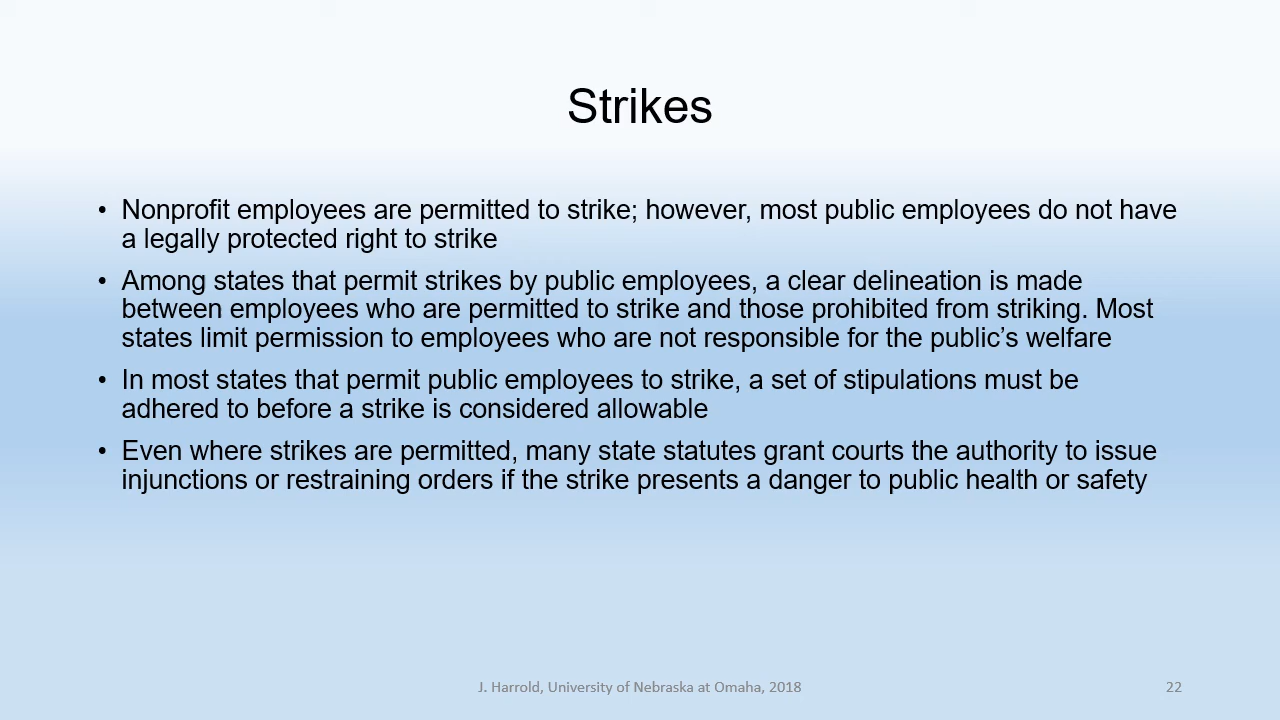 Strikes
• Nonprofit employees are permitted to strike; however, most public employees do not have
a legally protected right to strike
• Among states that permit strikes by public employees, a clear delineation is made
between employees who are permitted to strike and those prohibited from striking. Most
states limit permission to employees who are not responsible for the public’s welfare
• In most states that permit public employees to strike, a set of stipulations must be
adhered to before a strike is considered allowable
• Even where strikes are permitted, many state statutes grant courts the authority to issue
injunctions or restraining orders if the strike presents a danger to public health or safety
J. Harrold, University of Nebraska at Omaha, 2018
22